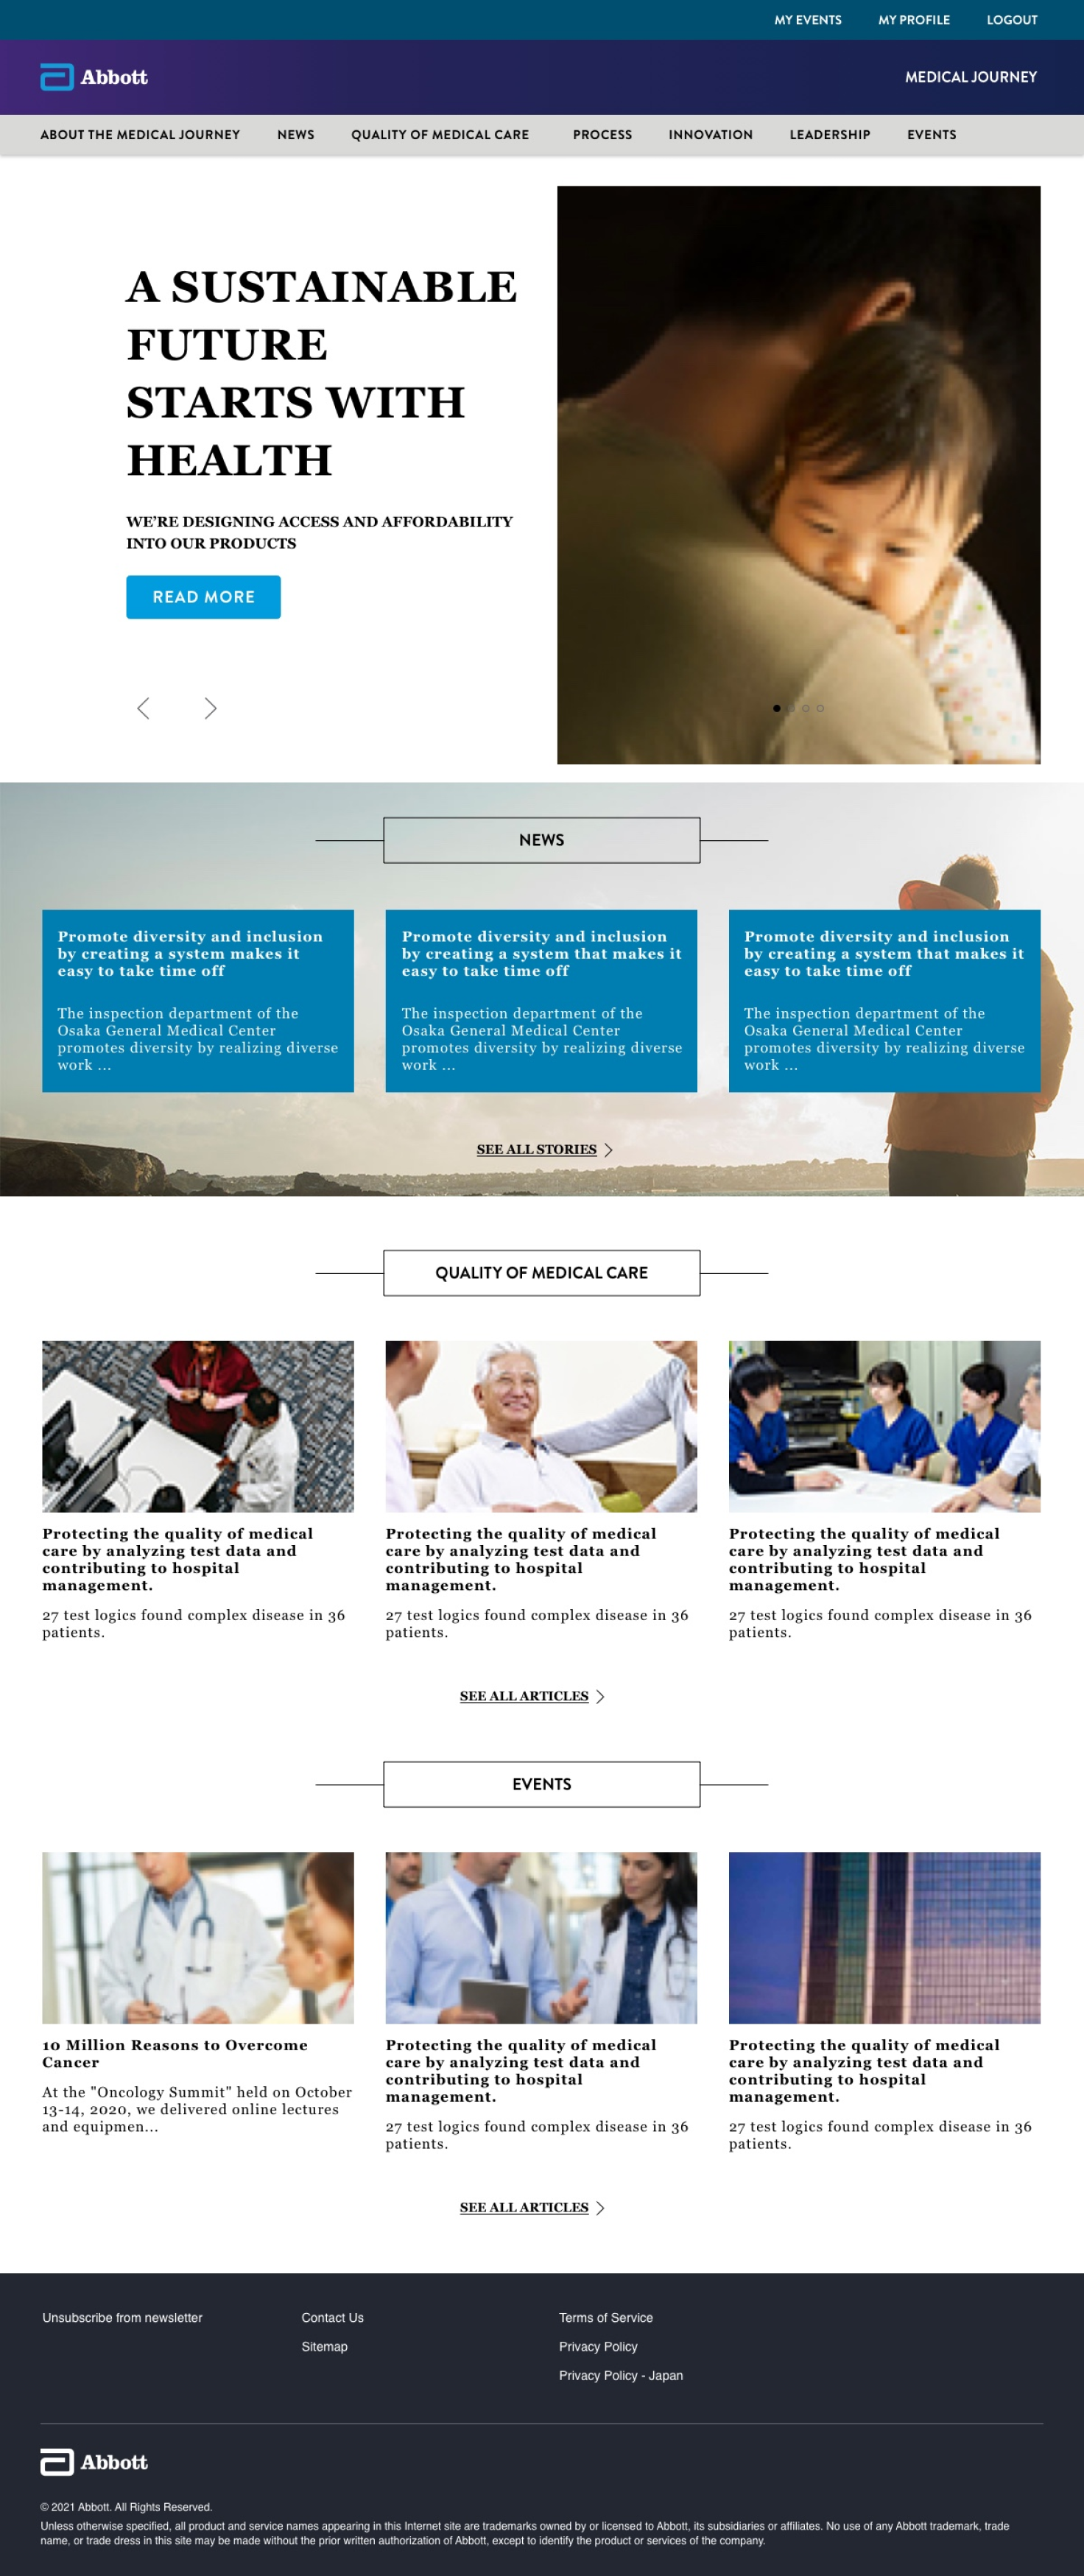 MY EVENTS MY PROFILE LOGOUT
Abbott MEDICAL JOURNEY
ABOUT THE MEDICAL JOURNEY NEWS QUALITY OF MEDICAL CARE PROCESS INNOVATION LEADERSHIP EVENTS
A SUSTAINABLE
FUTURE
STARTS WITH
HEALTH
WE'RE DESIGNING ACCESS AND AFFORDABILITY
INTO OUR PRODUCTS
READ MORE
NEWS
Promote diversity and inclusion
by creating a system makes it
easy to take time off
The inspection department of the
Osaka General Medical Center
promotes diversity by realizing diverse
work ...
Promote diversity and inclusion
by creating a system that makes it
easy to take time off
The inspection department of the
Osaka General Medical Center
promotes diversity by realizing diverse
work ...
Promote diversity and inclusion
by creating a system that makes it
easy to take time off
The inspection department of the
Osaka General Medical Center
promotes diversity by realizing diverse
work ...
SEE ALL STORIES
QUALITY OF MEDICAL CARE
Protecting the quality of medical
care by analyzing test data and
contributing to hospital
management.
27 test logics found complex disease in 36
patients.
Protecting the quality of medical
care by analyzing test data and
contributing to hospital
management.
27 test logics found complex disease in 36
patients.
Protecting the quality of medical
care by analyzing test data and
contributing to hospital
management.
27 test logics found complex disease in 36
patients.
SEE ALL ARTICLES
EVENTS
10 Million Reasons to Overcome
Cancer
At the "Oncology Summit" held on October
13-14, 2020, we delivered online lectures
and equipmen...
Protecting the quality of medical
care by analyzing test data and
contributing to hospital
management.
27 test logics found complex disease in 36
patients.
Protecting the quality of medical
care by analyzing test data and
contributing to hospital
management.
27 test logics found complex disease in 36
patients.
SEE ALL ARTICLES
Unsubscribe from newsletter
Contact Us
Sitemap
Terms of Service
Privacy Policy
Privacy Policy - Japan
Abbott
© 2021 Abbott. All Rights Reserved.
Unless otherwise specified, all product and service names appearing in this Internet site are trademarks owned by or licensed to Abbott, its subsidiaries or affiliates. No use of any Abbott trademark, trade
name, or trade dress in this site may be made without the prior written authorization of Abbott, except to identify the product or services of the company.